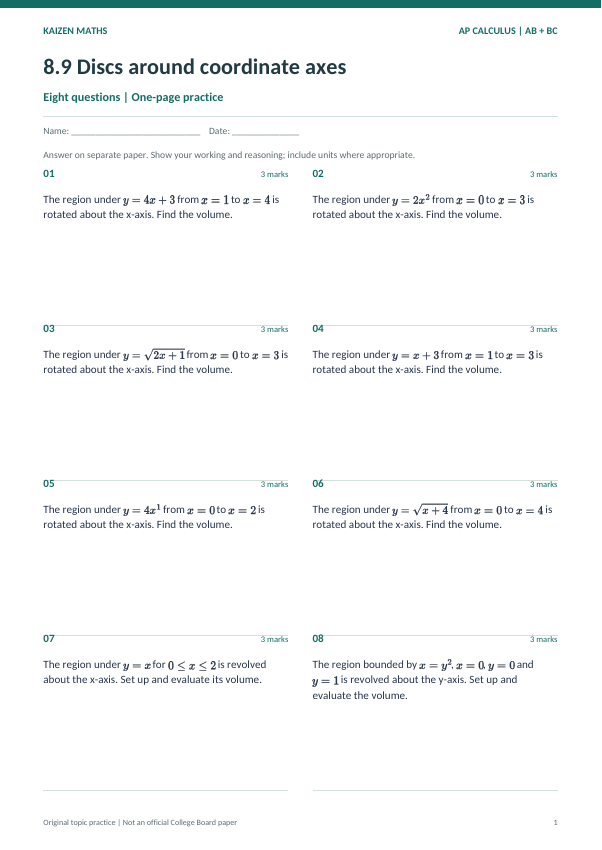 KAIZEN MATHS
AP CALCULUS | AB + BC
8.9 Discs around coordinate axes
Eight questions | One-page practice
Name: ______________________________ Date: ________________
Answer on separate paper. Show your working and reasoning; include units where appropriate.
01 3 marks
The region under y = 4x + 3 from x = 1 to x = 4 is
rotated about the x-axis. Find the volume.
02 3 marks
The region under y = 2x² from x = 0 to x = 3 is
rotated about the x-axis. Find the volume.
03 3 marks
The region under y = √(2x + 1) from x = 0 to x = 3 is
rotated about the x-axis. Find the volume.
04 3 marks
The region under y = x + 3 from x = 1 to x = 3 is
rotated about the x-axis. Find the volume.
05 3 marks
The region under y = 4x¹ from x = 0 to x = 2 is
rotated about the x-axis. Find the volume.
06 3 marks
The region under y = √(x + 4) from x = 0 to x = 4 is
rotated about the x-axis. Find the volume.
07 3 marks
The region under y = x for 0 ≤ x ≤ 2 is revolved
about the x-axis. Set up and evaluate its volume.
08 3 marks
The region bounded by x = y², x = 0, y = 0 and
y = 1 is revolved about the y-axis. Set up and
evaluate the volume.
Original topic practice | Not an official College Board paper
1